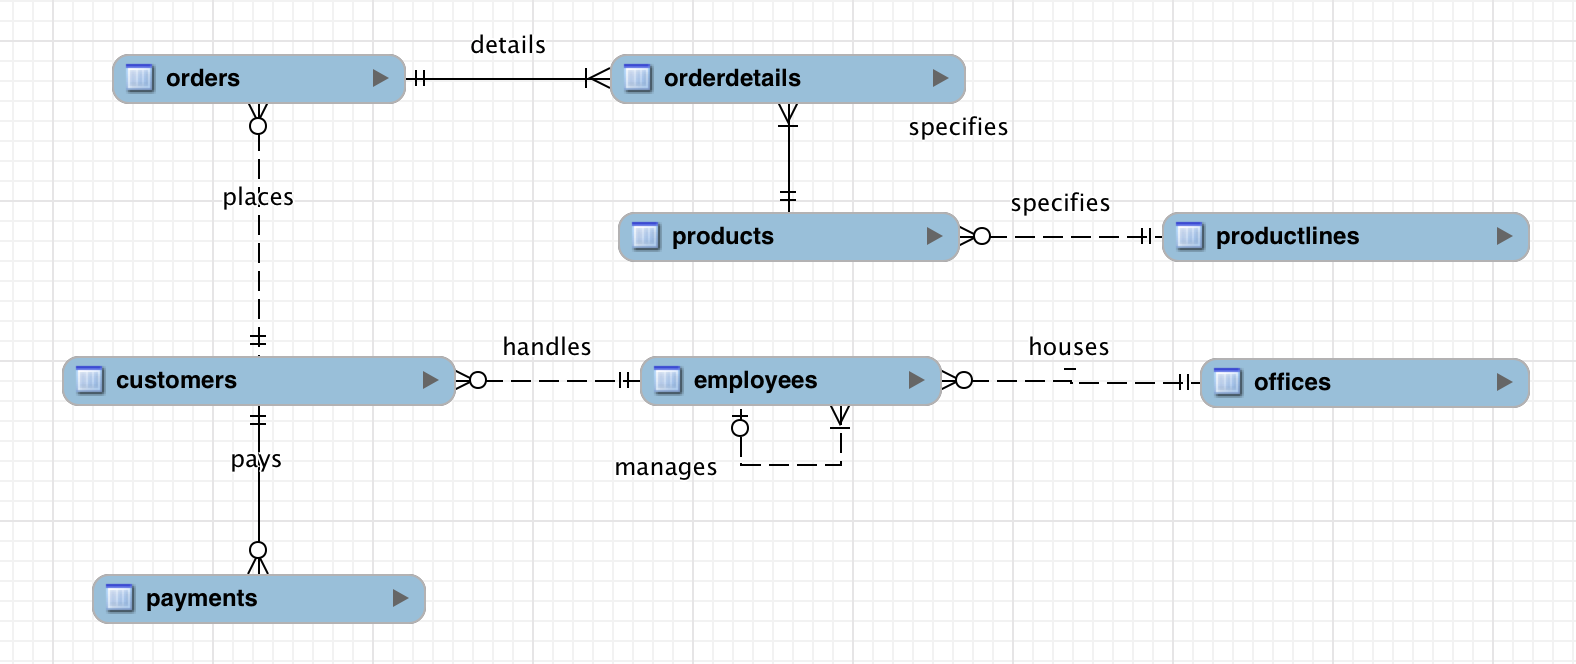 details
orders
orderdetails
specifies
places
specifies
products
productlines
handles
houses
customers
employees
offices
pays
manages
payments